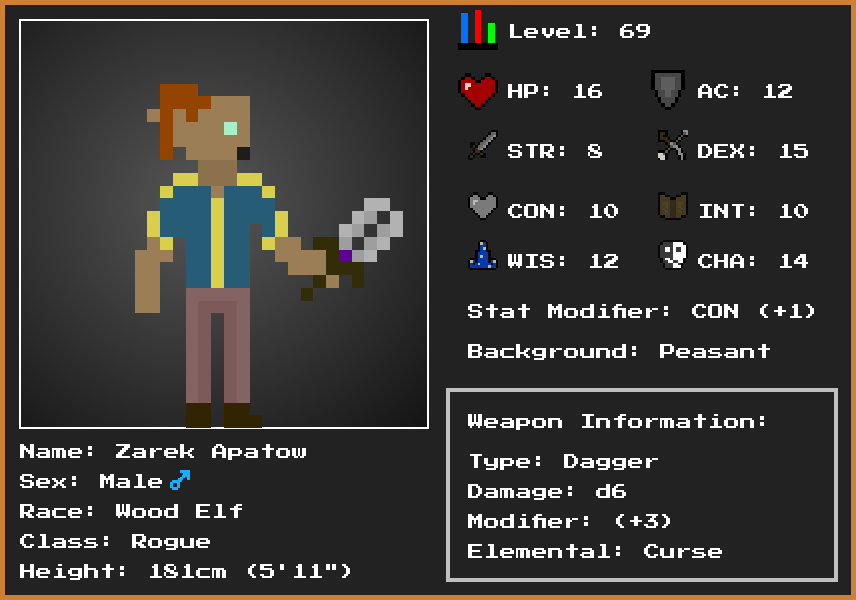 Level: 69
HP: 16 AC: 12
STR: 8 DEX: 15
CON: 10 INT: 10
WIS: 12 CHA: 14
Stat Modifier: CON (+1)
Background: Peasant
Weapon Information:
Type: Dagger
Damage: d6
Modifier: (+3)
Elemental: Curse
Name: Zarek Apatow
Sex: Male♂
Race: Wood Elf
Class: Rogue
Height: 181cm (5'11")